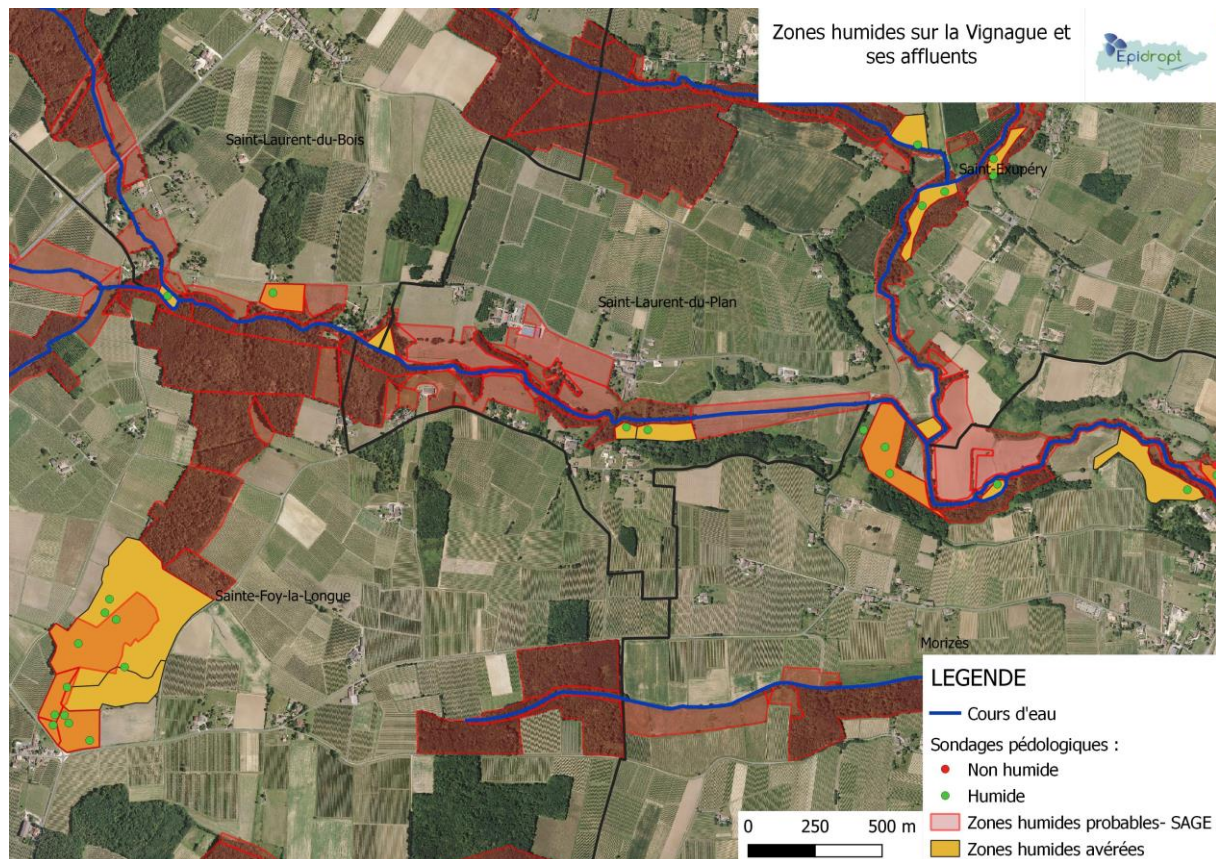 Zones humides sur la Vignague et
ses affluents
Epidropt
Saint-Laurent-du-Bois
Saint-Exupéry
Saint-Laurent-du-Plan
Sainte-Foy-la-Longue
Morizès
LEGENDE
Cours d'eau
Sondages pédologiques :
Non humide
Humide
Zones humides probables- SAGE
Zones humides avérées
0 250 500 m